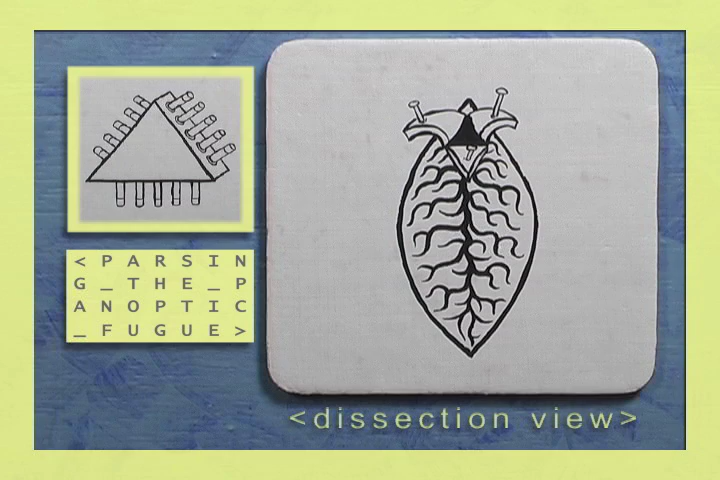 < P A R S I N
G _ T H E _ P
A N O P T I C
_ F U G U E >
<dissection view>